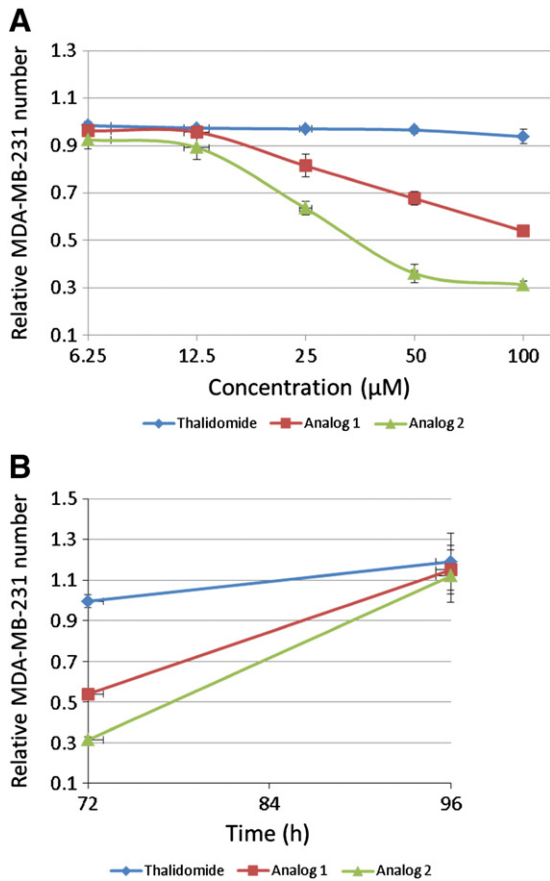 A
Relative MDA-MB-231 number
1.3
1.1
0.9
0.7
0.5
0.3
0.1
6.25 12.5 25 50 100
Concentration (µM)
Thalidomide Analog 1 Analog 2
B
Relative MDA-MB-231 number
1.5
1.3
1.1
0.9
0.7
0.5
0.3
0.1
72 84 96
Time (h)
Thalidomide Analog 1 Analog 2